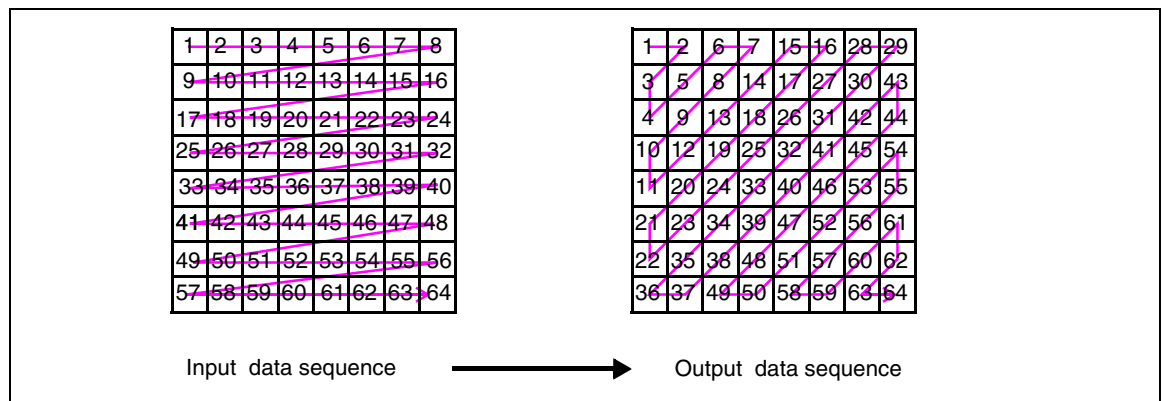 1 2 3 4 5 6 7 8
9 10 11 12 13 14 15 16
17 18 19 20 21 22 23 24
25 26 27 28 29 30 31 32
33 34 35 36 37 38 39 40
41 42 43 44 45 46 47 48
49 50 51 52 53 54 55 56
57 58 59 60 61 62 63 64
Input data sequence
1 2 6 7 15 16 28 29
3 5 8 14 17 27 30 43
4 9 13 18 26 31 42 44
10 12 19 25 32 41 45 54
11 20 24 33 40 46 53 55
21 23 34 39 47 52 56 61
22 35 38 48 51 57 60 62
36 37 49 50 58 59 63 64
Output data sequence